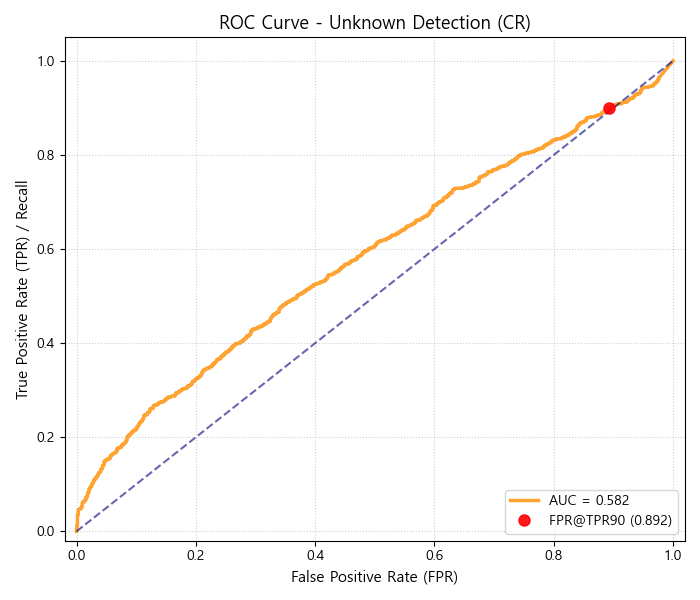 ROC Curve - Unknown Detection (CR)
True Positive Rate (TPR) / Recall
1.0
0.8
0.6
0.4
0.2
0.0
0.0 0.2 0.4 0.6 0.8 1.0
False Positive Rate (FPR)
AUC = 0.582
FPR@TPR90 (0.892)